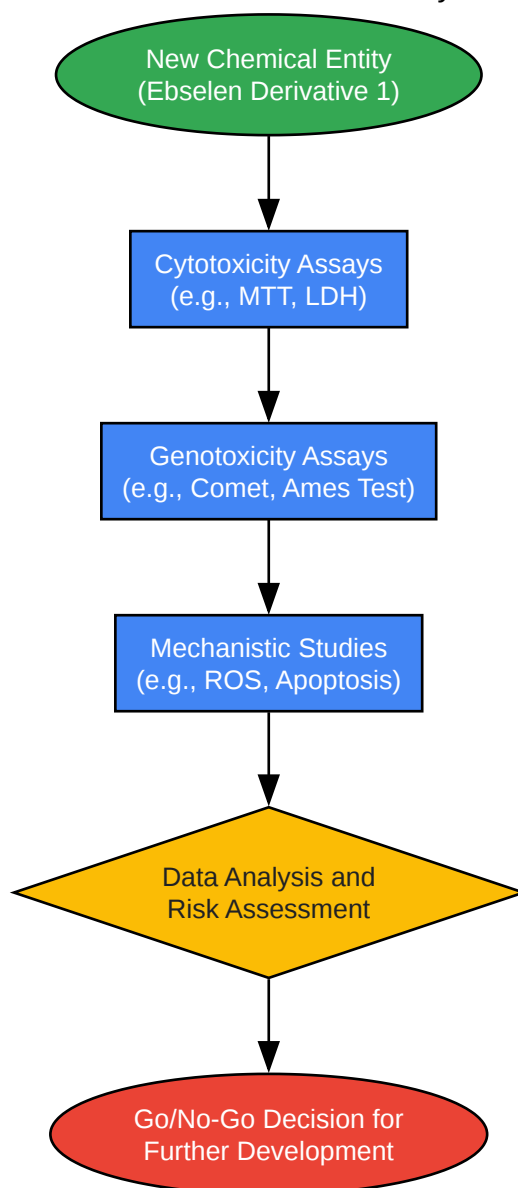 New Chemical Entity
(Ebselen Derivative 1)
Cytotoxicity Assays
(e.g., MTT, LDH)
Genotoxicity Assays
(e.g., Comet, Ames Test)
Mechanistic Studies
(e.g., ROS, Apoptosis)
Data Analysis and
Risk Assessment
Go/No-Go Decision for
Further Development